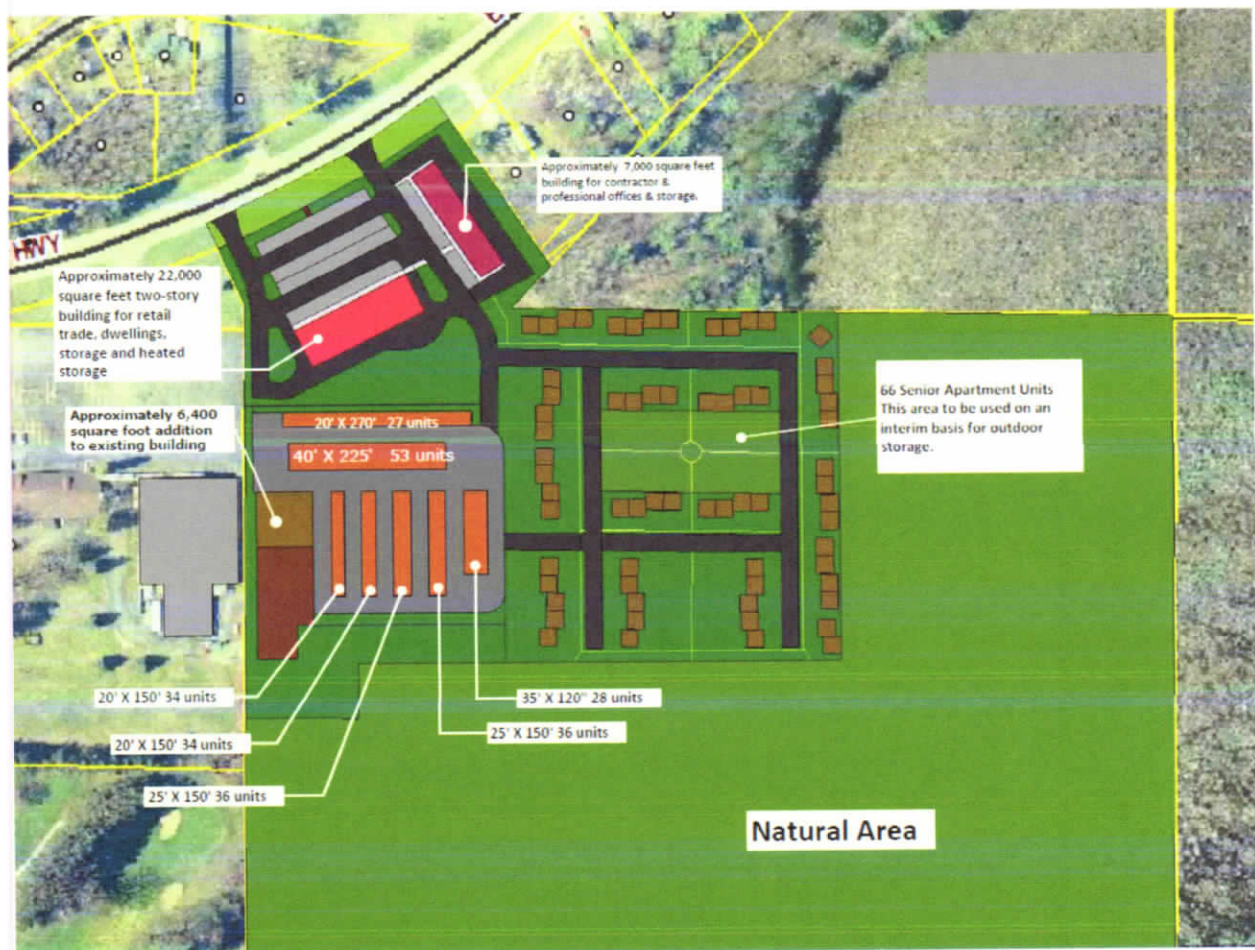 HWY
Approximately 7,000 square feet
building for contractor &
professional offices & storage.
Approximately 22,000
square feet two-story
building for retail
trade, dwellings,
storage and heated
storage
66 Senior Apartment Units
This area to be used on an
interim basis for outdoor
storage.
Approximately 6,400
square foot addition
to existing building
20' X 270' 27 units
40' X 225' 53 units
20' X 150' 34 units
35' X 120" 28 units
20' X 150' 34 units
25' X 150' 36 units
25' X 150' 36 units
Natural Area